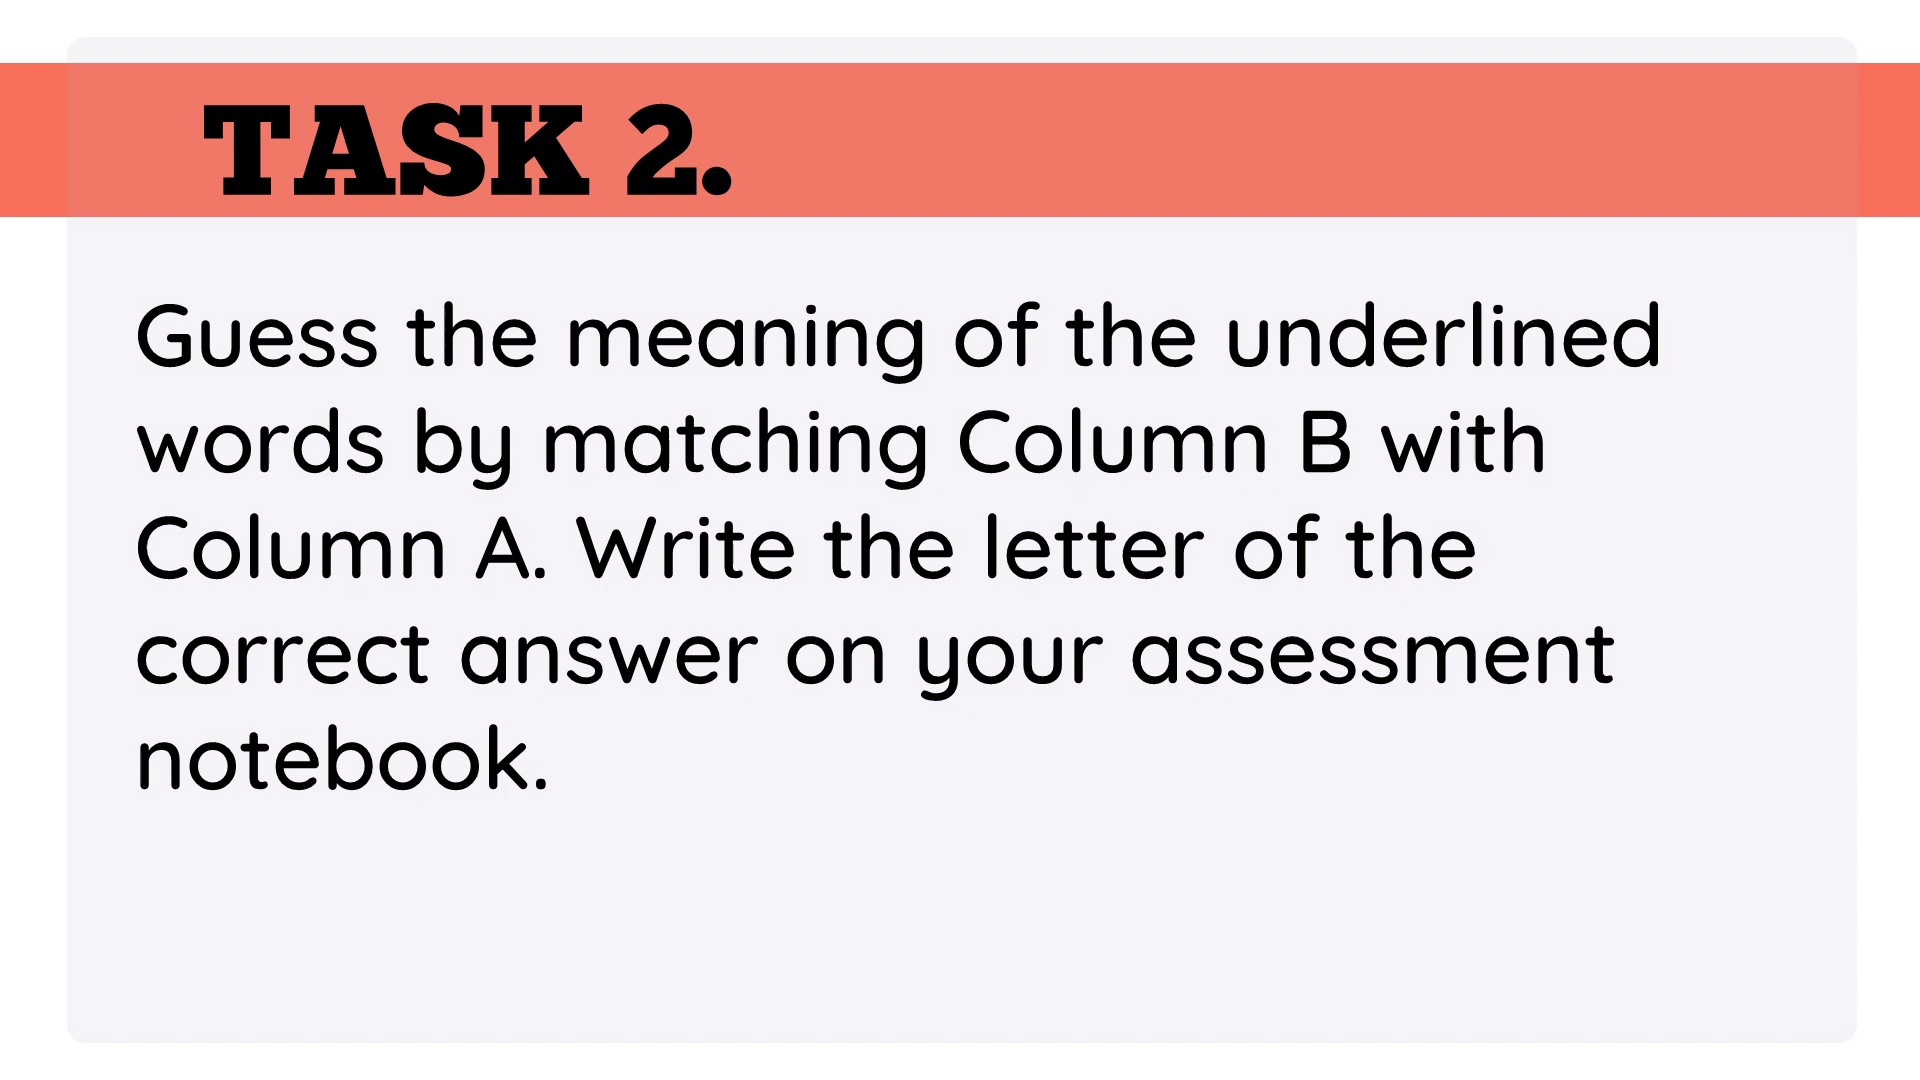 TASK 2.
Guess the meaning of the underlined
words by matching Column B with
Column A. Write the letter of the
correct answer on your assessment
notebook.